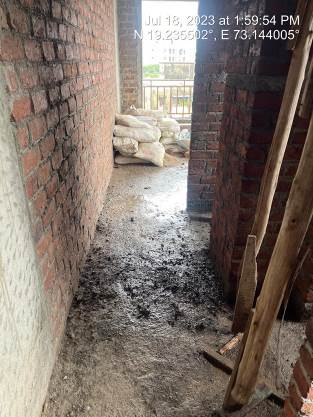 Jul 18, 2023 at 1:59:54 PM
N 19.235502°, E 73.144005°